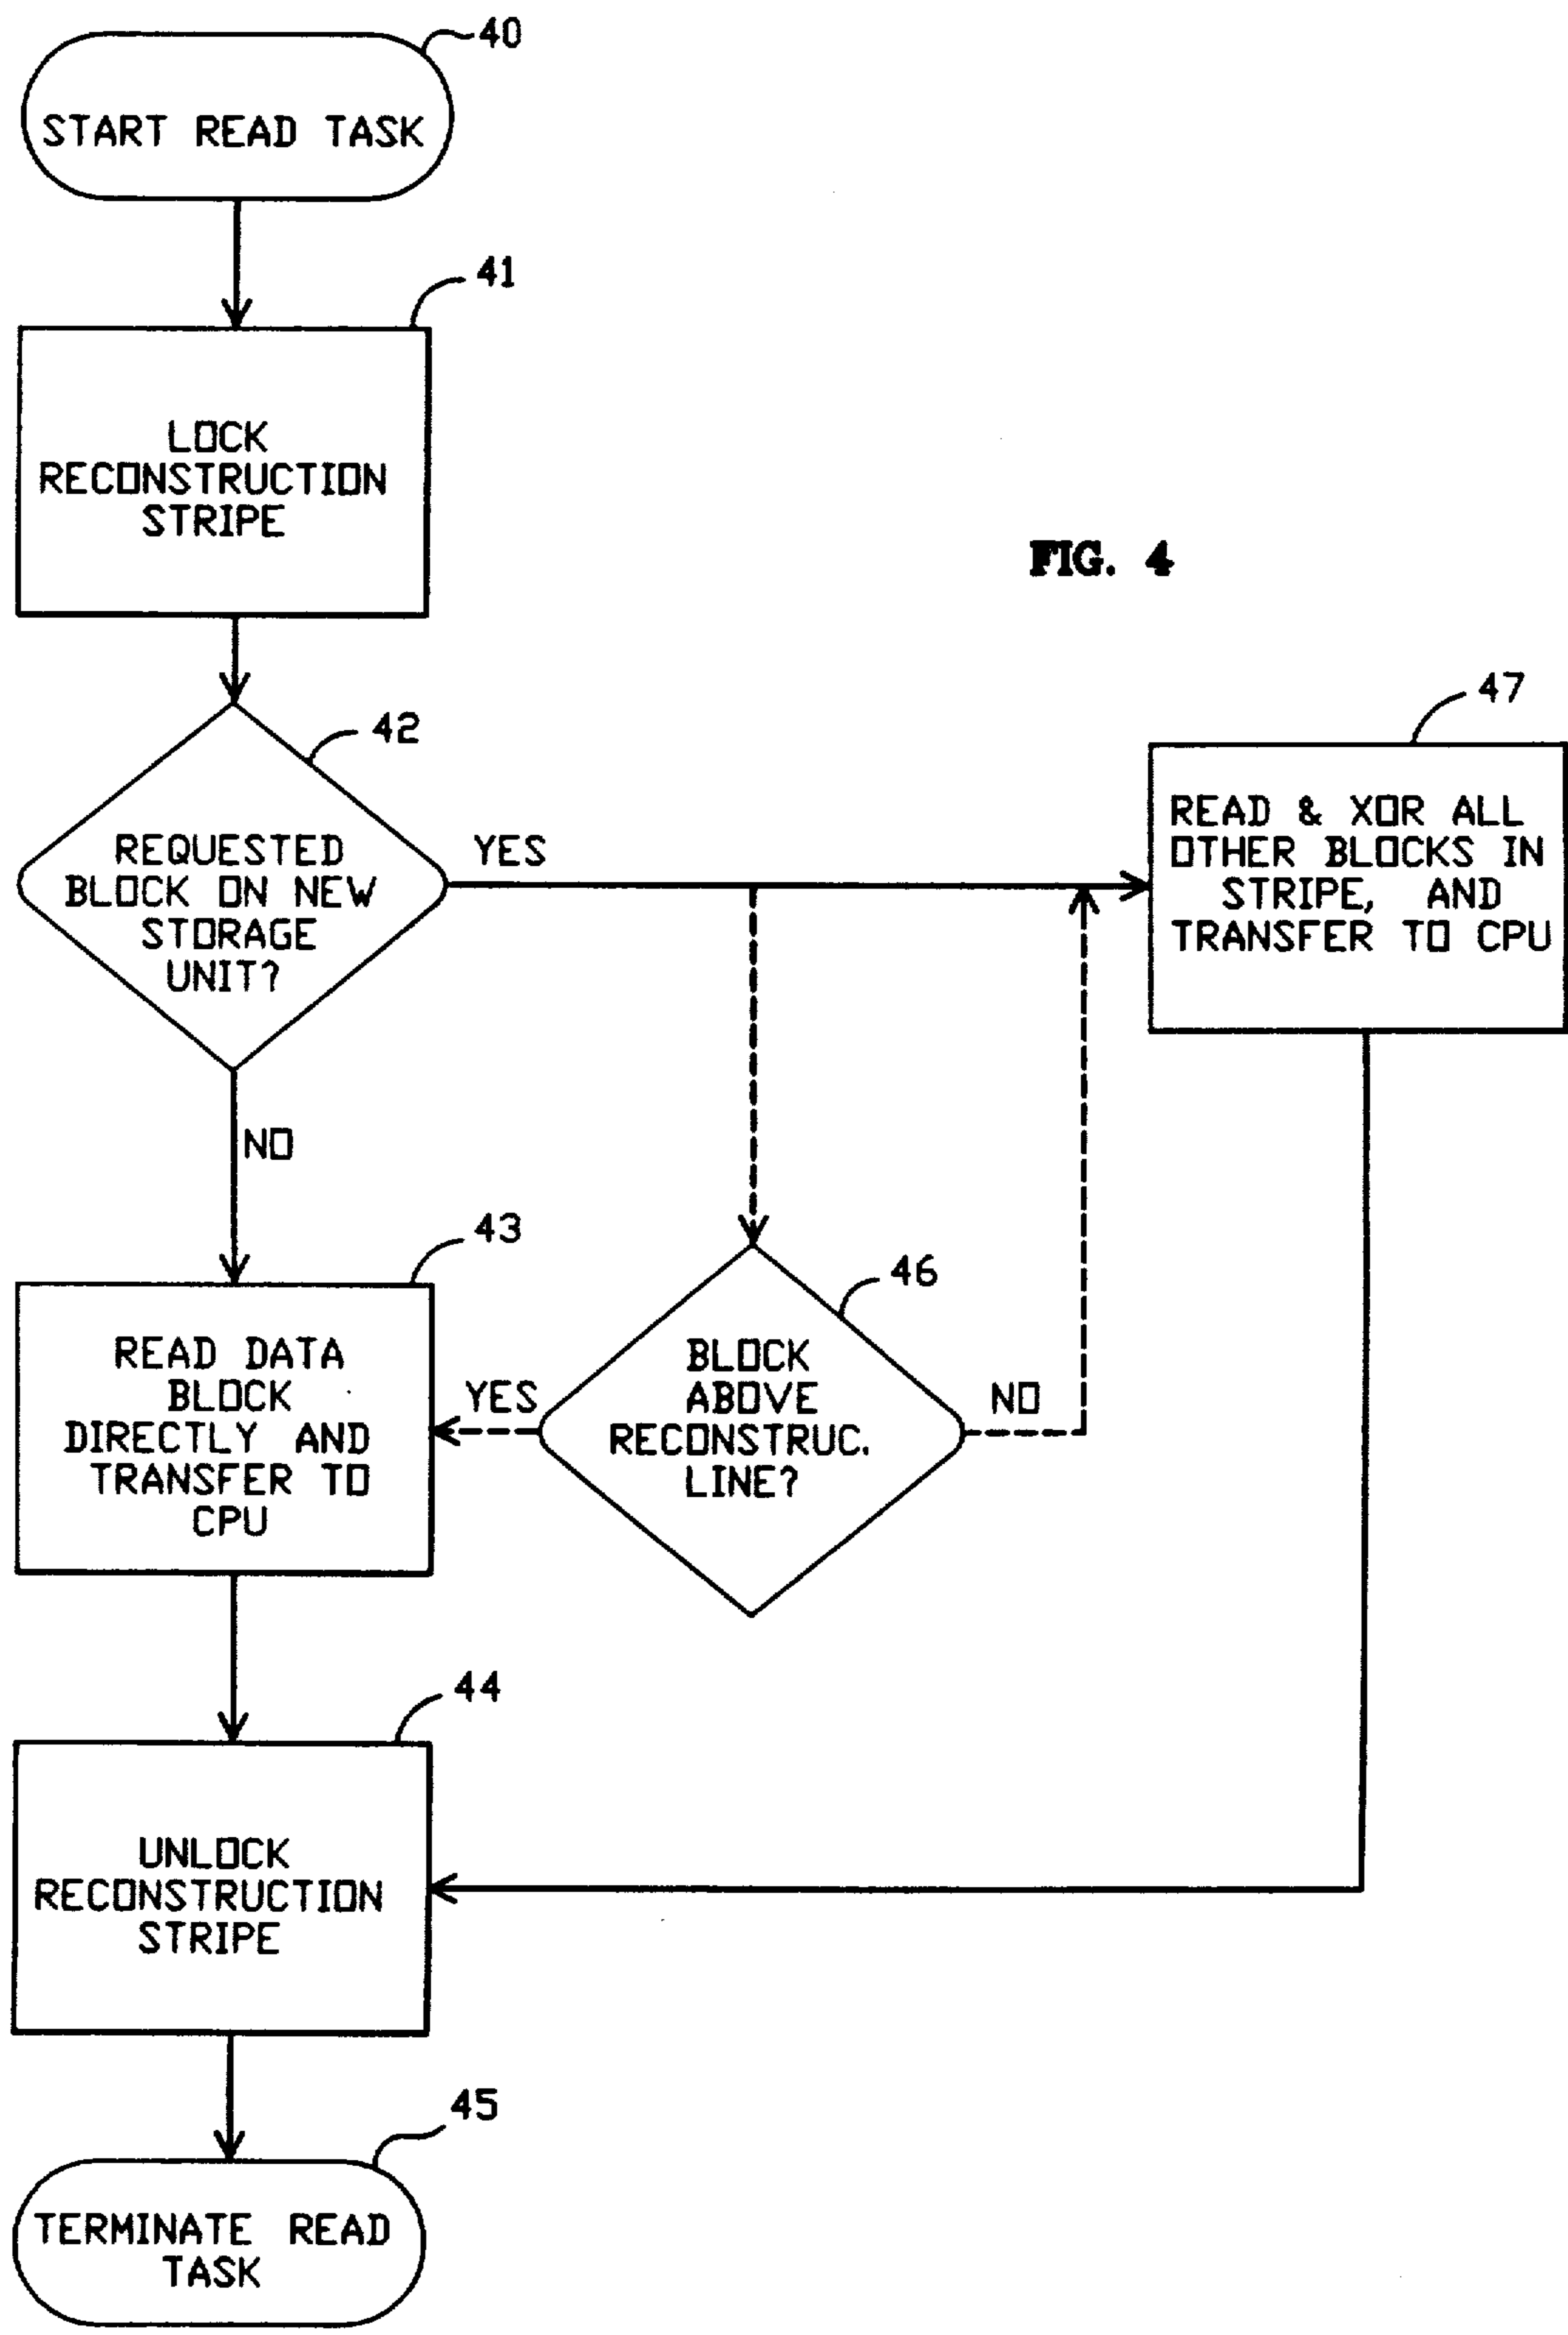 40
START READ TASK
41
LOCK
RECONSTRUCTION
STRIPE
FIG. 4
42
REQUESTED
BLOCK ON NEW
STORAGE
UNIT?
YES
47
READ & XOR ALL
OTHER BLOCKS IN
STRIPE, AND
TRANSFER TO CPU
NO
43
READ DATA
BLOCK
DIRECTLY AND
TRANSFER TO
CPU
YES
46
BLOCK
ABOVE
RECONSTRUC.
LINE?
NO
44
UNLOCK
RECONSTRUCTION
STRIPE
45
TERMINATE READ
TASK